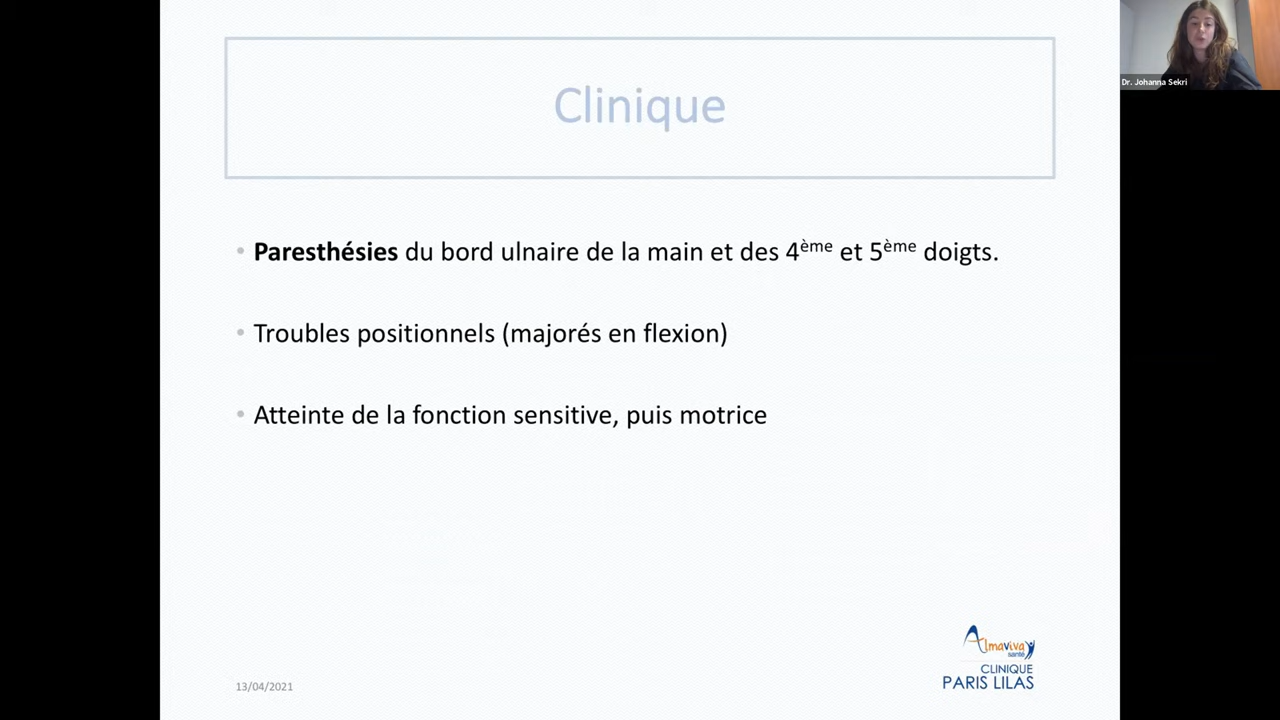 Clinique
Dr. Johanna Sekri
• Paresthésies du bord ulnaire de la main et des 4ème et 5ème doigts.
• Troubles positionnels (majorés en flexion)
• Atteinte de la fonction sensitive, puis motrice
Almaviva
santé
CLINIQUE
PARIS LILAS
13/04/2021